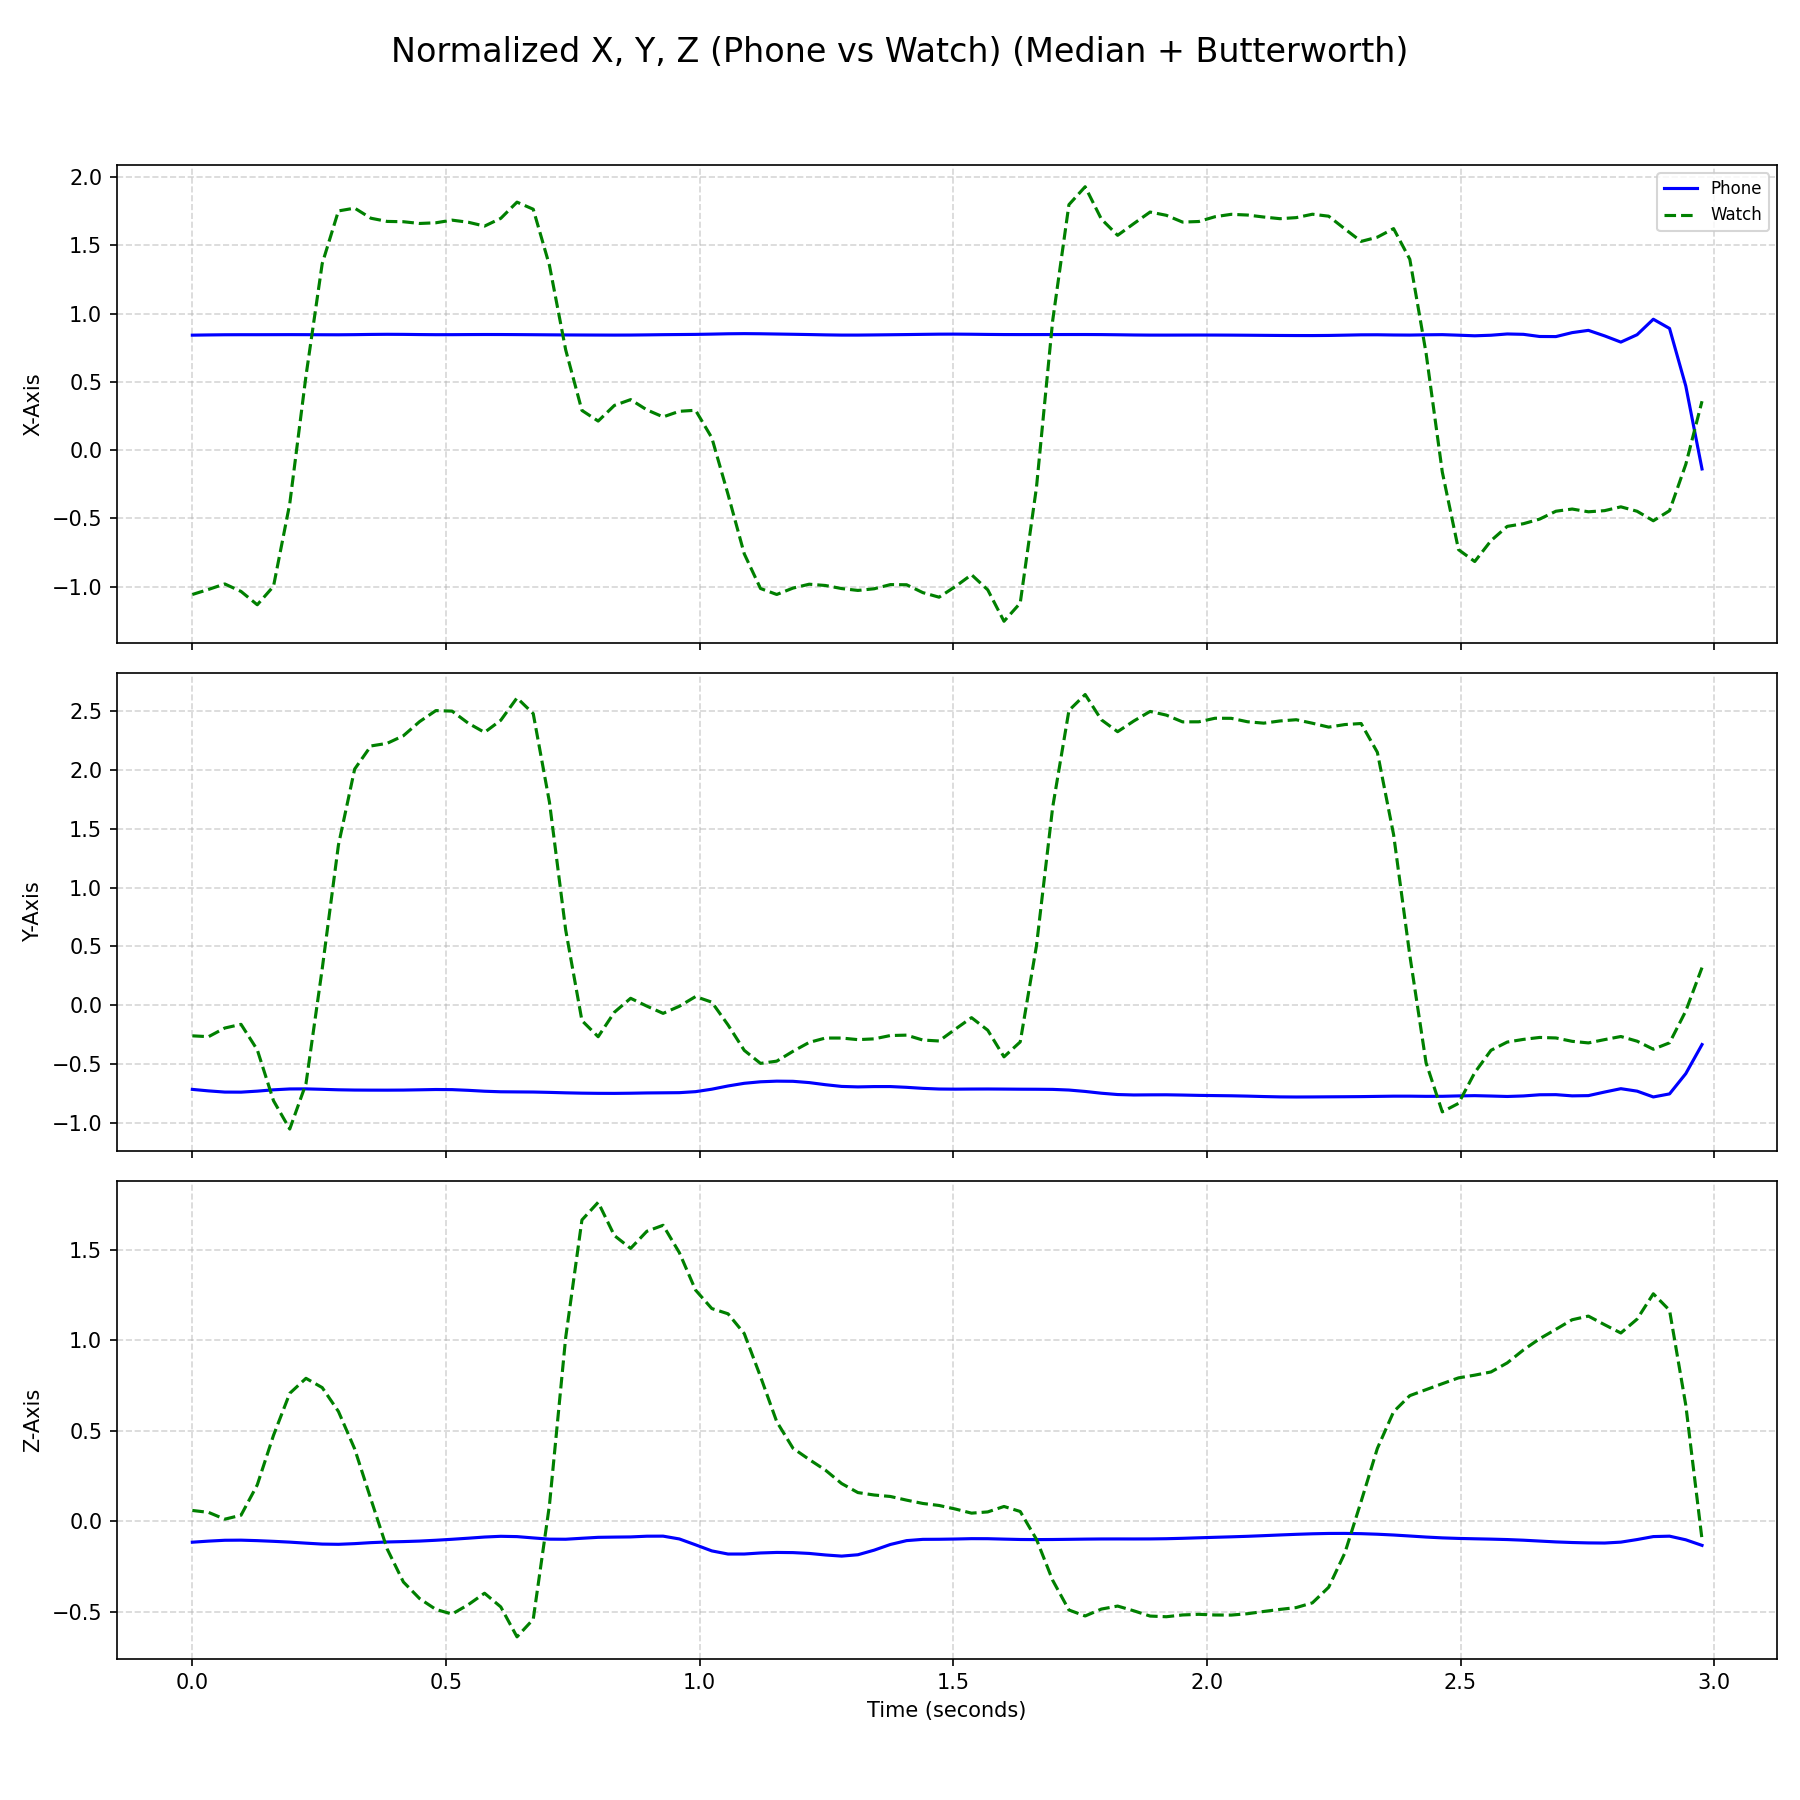 Normalized X, Y, Z (Phone vs Watch) (Median + Butterworth)
Phone
Watch
2.0
1.5
1.0
0.5
0.0
−0.5
−1.0
X-Axis
2.5
2.0
1.5
1.0
0.5
0.0
−0.5
−1.0
Y-Axis
1.5
1.0
0.5
0.0
−0.5
Z-Axis
0.0 0.5 1.0 1.5 2.0 2.5 3.0
Time (seconds)